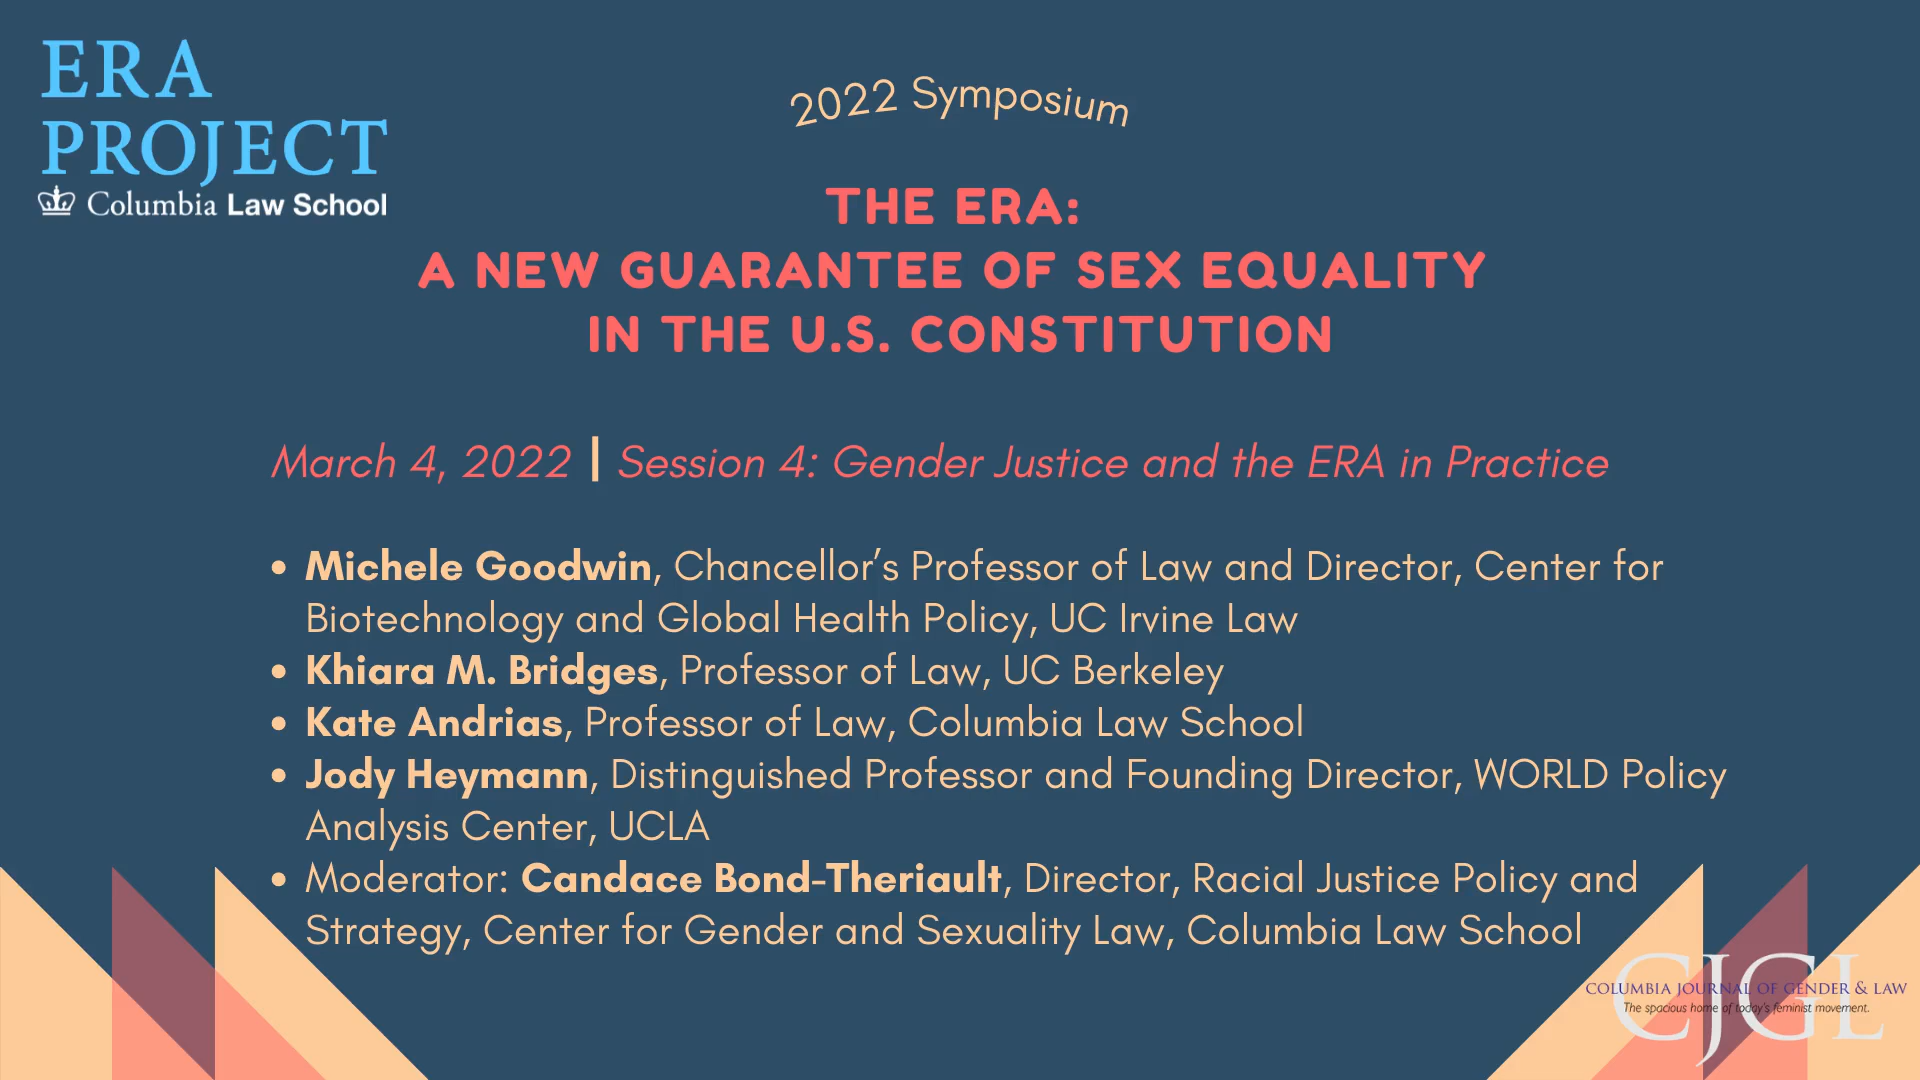 ERA
PROJECT
Columbia Law School
2022 Symposium
THE ERA:
A NEW GUARANTEE OF SEX EQUALITY
IN THE U.S. CONSTITUTION
March 4, 2022 | Session 4: Gender Justice and the ERA in Practice
• Michele Goodwin, Chancellor’s Professor of Law and Director, Center for
Biotechnology and Global Health Policy, UC Irvine Law
• Khiara M. Bridges, Professor of Law, UC Berkeley
• Kate Andrias, Professor of Law, Columbia Law School
• Jody Heymann, Distinguished Professor and Founding Director, WORLD Policy
Analysis Center, UCLA
• Moderator: Candace Bond-Theriault, Director, Racial Justice Policy and
Strategy, Center for Gender and Sexuality Law, Columbia Law School
CJGL
COLUMBIA JOURNAL OF GENDER & LAW
The spacious home of today's feminist movement.